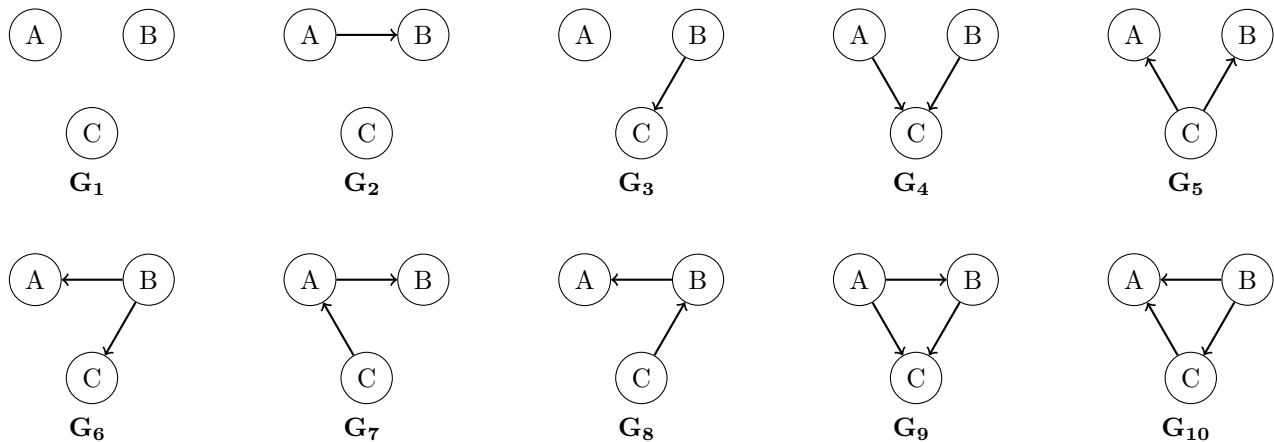 A B A B A B A B A B
C C C C C
G₁ G₂ G₃ G₄ G₅
A B A B A B A B A B
C C C C C
G₆ G₇ G₈ G₉ G₁₀